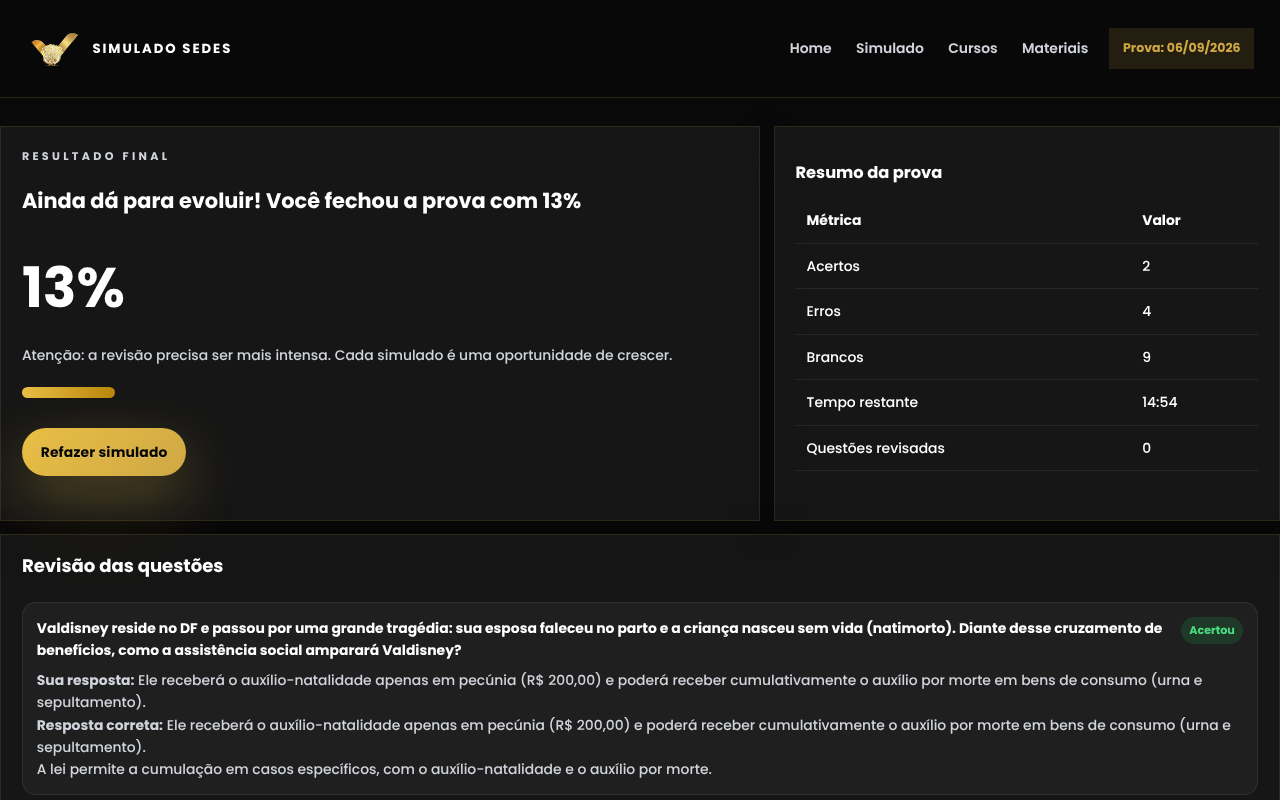 SIMULADO SEDES
Home
Simulado
Cursos
Materiais
Prova: 06/09/2026
RESULTADO FINAL
Ainda dá para evoluir! Você fechou a prova com 13%
13%
Atenção: a revisão precisa ser mais intensa. Cada simulado é uma oportunidade de crescer.
Refazer simulado
Resumo da prova
Métrica Valor
Acertos 2
Erros 4
Brancos 9
Tempo restante 14:54
Questões revisadas 0
Revisão das questões
Valdisney reside no DF e passou por uma grande tragédia: sua esposa faleceu no parto e a criança nasceu sem vida (natimorto). Diante desse cruzamento de
benefícios, como a assistência social amparará Valdisney?
Acertou
Sua resposta: Ele receberá o auxílio-natalidade apenas em pecúnia (R$ 200,00) e poderá receber cumulativamente o auxílio por morte em bens de consumo (urna e
sepultamento).
Resposta correta: Ele receberá o auxílio-natalidade apenas em pecúnia (R$ 200,00) e poderá receber cumulativamente o auxílio por morte em bens de consumo (urna e
sepultamento).
A lei permite a cumulação em casos específicos, com o auxílio-natalidade e o auxílio por morte.